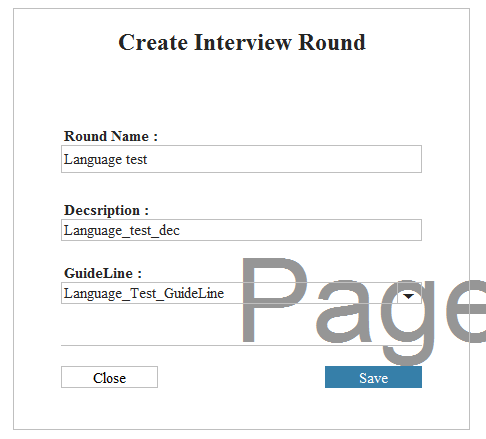 Create Interview Round
Round Name :
Language test
Decsription :
Language_test_dec
GuideLine :
Language_Test_GuideLine
Page
Close
Save